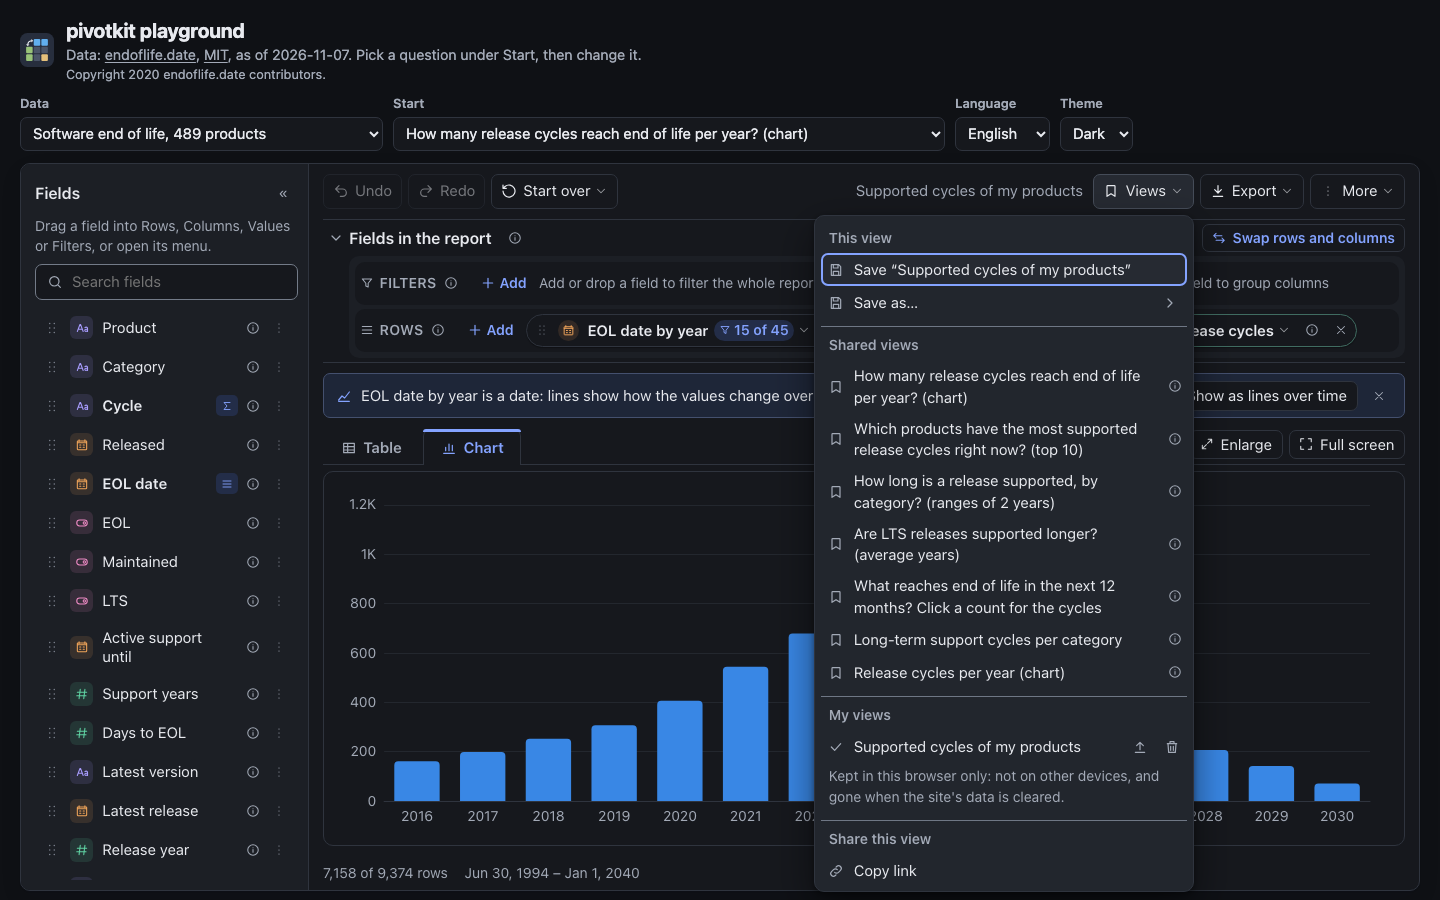 pivotkit playground
Data: endoflife.date, MIT, as of 2026-11-07. Pick a question under Start, then change it.
Copyright 2020 endoflife.date contributors.
Data
Start
Language
Theme
Software end of life, 489 products
How many release cycles reach end of life per year? (chart)
English
Dark
Fields
«
Drag a field into Rows, Columns, Values
or Filters, or open its menu.
Search fields
Aa Product
Aa Category
Aa Cycle Σ
Released
EOL date
EOL
Maintained
LTS
Active support
until
# Support years
# Days to EOL
Aa Latest version
Latest release
# Release year
Undo
Redo
Start over
Supported cycles of my products
Views
Export
More
Fields in the report
Swap rows and columns
FILTERS
+ Add
Add or drop a field to filter the whole repor
eld to group columns
ROWS
+ Add
EOL date by year
15 of 45
ease cycles
EOL date by year is a date: lines show how the values change over
Show as lines over time
Table
Chart
Enlarge
Full screen
1.2K
1K
800
600
400
200
0
2016
2017
2018
2019
2020
2021
20
2028
2029
2030
7,158 of 9,374 rows
Jun 30, 1994 – Jan 1, 2040
This view
Save “Supported cycles of my products”
Save as...
Shared views
How many release cycles reach end of life
per year? (chart)
Which products have the most supported
release cycles right now? (top 10)
How long is a release supported, by
category? (ranges of 2 years)
Are LTS releases supported longer?
(average years)
What reaches end of life in the next 12
months? Click a count for the cycles
Long-term support cycles per category
Release cycles per year (chart)
My views
Supported cycles of my products
Kept in this browser only: not on other devices, and
gone when the site's data is cleared.
Share this view
Copy link